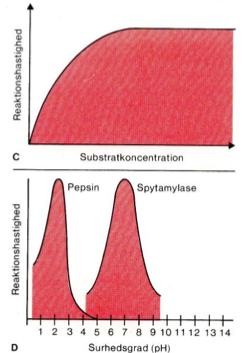 Reaktionshastighed
C
Substratkoncentration
Reaktionshastighed
Pepsin
Spytamylase
1 2 3 4 5 6 7 8 9 10 11 12 13 14
D
Surhedsgrad (pH)